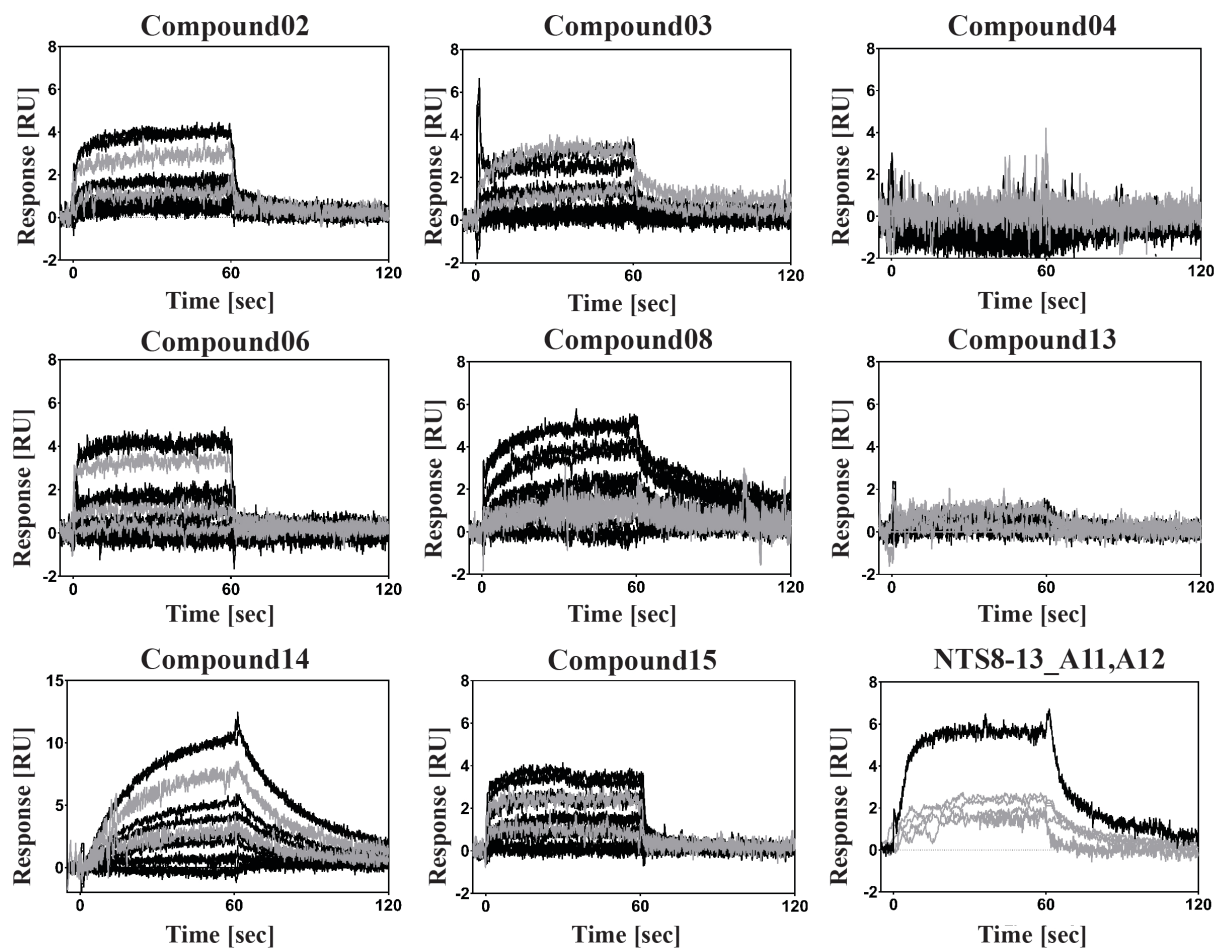 Compound02
Compound03
Compound04
8
6
4
2
0
-2
Response [RU]
0
60
120
Time [sec]
8
6
4
2
0
-2
Response [RU]
0
60
120
Time [sec]
8
6
4
2
0
-2
Response [RU]
0
60
120
Time [sec]
Compound06
Compound08
Compound13
8
6
4
2
0
-2
Response [RU]
0
60
120
Time [sec]
8
6
4
2
0
-2
Response [RU]
0
60
120
Time [sec]
8
6
4
2
0
-2
Response [RU]
0
60
120
Time [sec]
Compound14
Compound15
NTS8-13_A11,A12
15
10
5
0
Response [RU]
0
60
120
Time [sec]
8
6
4
2
0
-2
Response [RU]
0
60
120
Time [sec]
8
6
4
2
0
-2
Response [RU]
0
60
120
Time [sec]